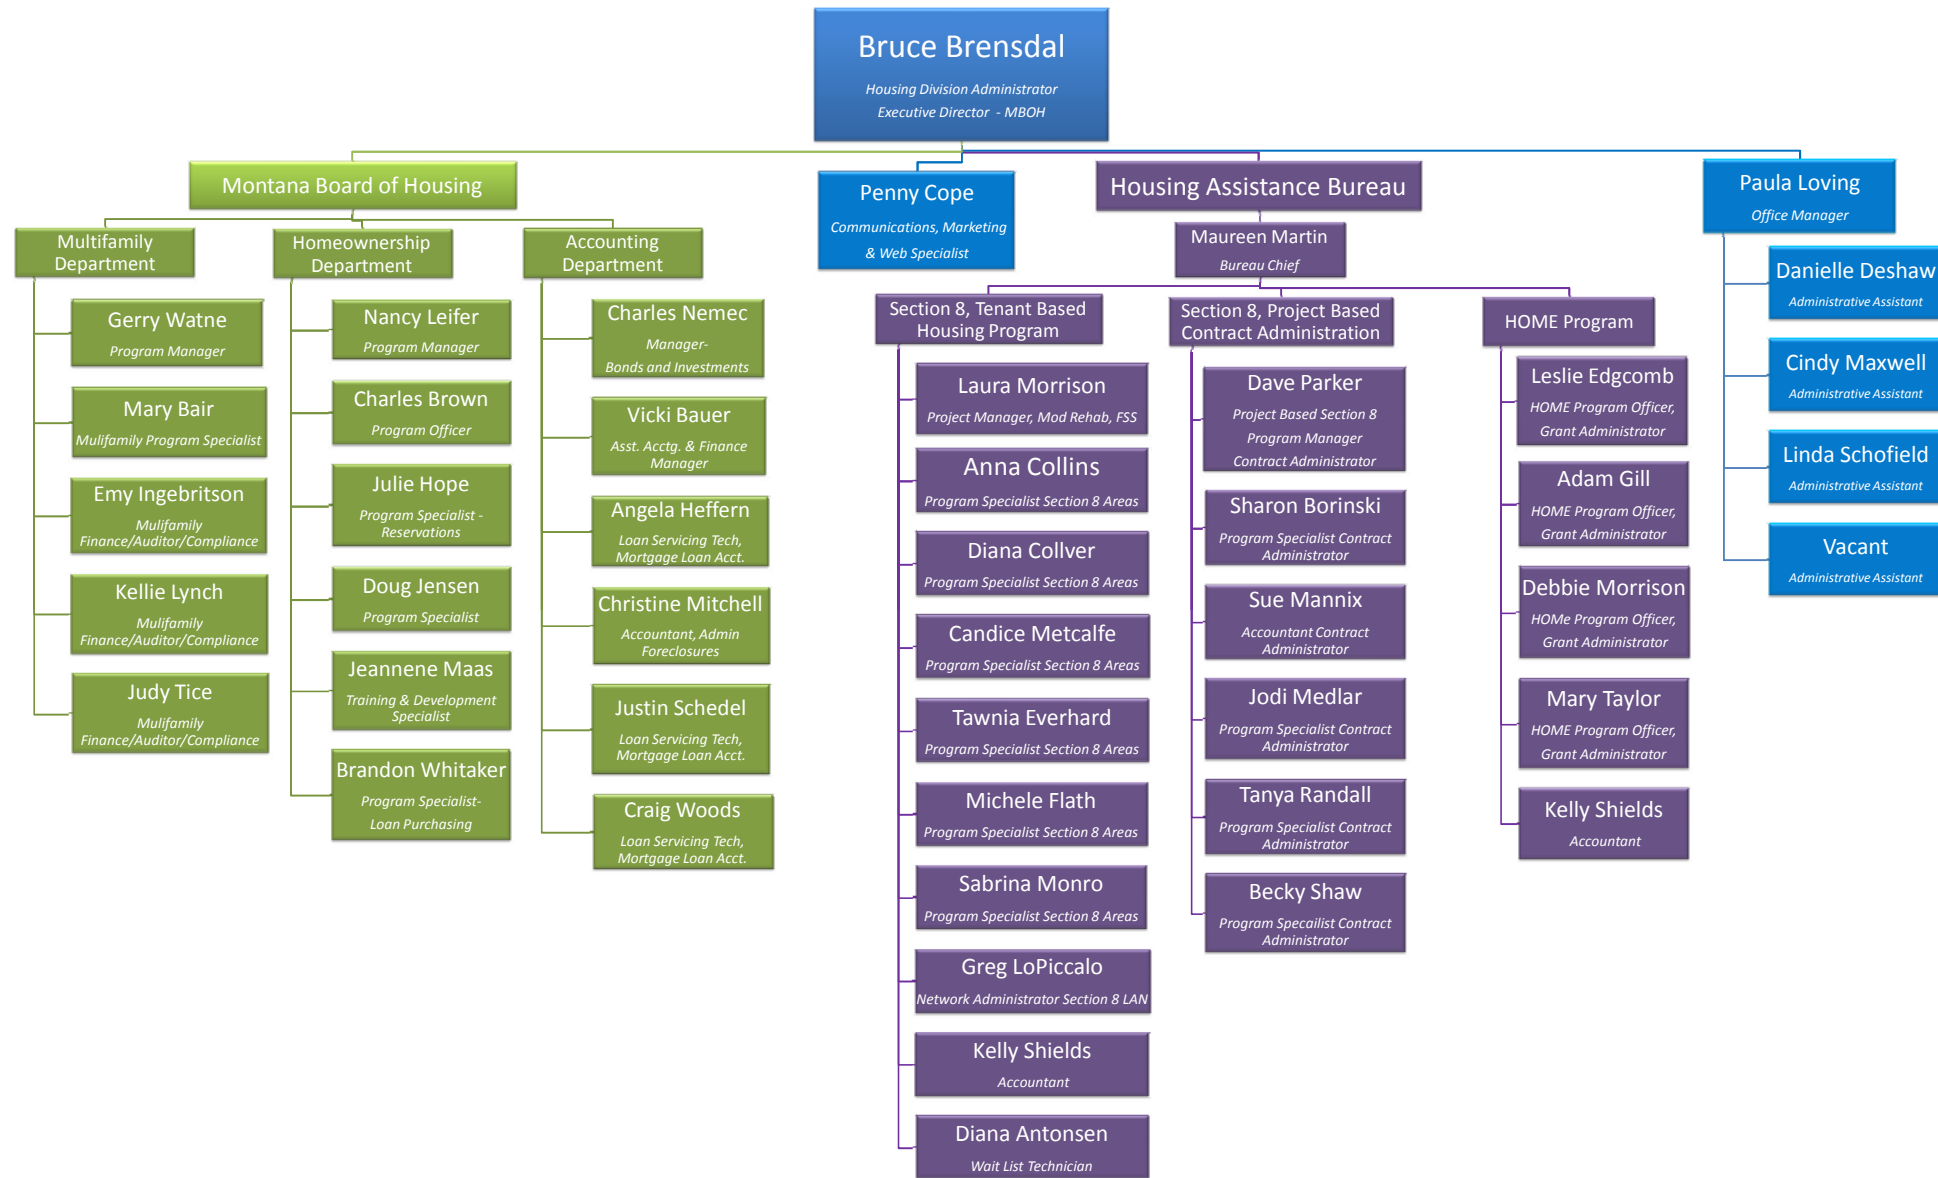 Bruce Brensdal
Housing Division Administrator
Executive Director - MBOH
Montana Board of Housing
Multifamily
Department
Gerry Watne
Program Manager
Mary Bair
Mulifamily Program Specialist
Emy Ingebritson
Mulifamily
Finance/Auditor/Compliance
Kellie Lynch
Mulifamily
Finance/Auditor/Compliance
Judy Tice
Mulifamily
Finance/Auditor/Compliance
Homeownership
Department
Nancy Leifer
Program Manager
Charles Brown
Program Officer
Julie Hope
Program Specialist -
Reservations
Doug Jensen
Program Specialist
Jeannene Maas
Training & Development
Specialist
Brandon Whitaker
Program Specialist-
Loan Purchasing
Accounting
Department
Charles Nemec
Manager-
Bonds and Investments
Vicki Bauer
Asst. Acctg. & Finance
Manager
Angela Heffern
Loan Servicing Tech,
Mortgage Loan Acct.
Christine Mitchell
Accountant, Admin
Foreclosures
Justin Schedel
Loan Servicing Tech,
Mortgage Loan Acct.
Craig Woods
Loan Servicing Tech,
Mortgage Loan Acct.
Penny Cope
Communications, Marketing
& Web Specialist
Housing Assistance Bureau
Maureen Martin
Bureau Chief
Section 8, Tenant Based
Housing Program
Laura Morrison
Project Manager, Mod Rehab, FSS
Anna Collins
Program Specialist Section 8 Areas
Diana Collver
Program Specialist Section 8 Areas
Candice Metcalfe
Program Specialist Section 8 Areas
Tawnia Everhard
Program Specialist Section 8 Areas
Michele Flath
Program Specialist Section 8 Areas
Sabrina Monro
Program Specialist Section 8 Areas
Greg LoPiccalo
Network Administrator Section 8 LAN
Kelly Shields
Accountant
Diana Antonsen
Wait List Technician
Section 8, Project Based
Contract Administration
Dave Parker
Project Based Section 8
Program Manager
Contract Administrator
Sharon Borinski
Program Specialist Contract
Administrator
Sue Mannix
Accountant Contract
Administrator
Jodi Medlar
Program Specialist Contract
Administrator
Tanya Randall
Program Specialist Contract
Administrator
Becky Shaw
Program Specailist Contract
Administrator
HOME Program
Leslie Edgcomb
HOME Program Officer,
Grant Administrator
Adam Gill
HOME Program Officer,
Grant Administrator
Debbie Morrison
HOMe Program Officer,
Grant Administrator
Mary Taylor
HOME Program Officer,
Grant Administrator
Kelly Shields
Accountant
Paula Loving
Office Manager
Danielle Deshaw
Administrative Assistant
Cindy Maxwell
Administrative Assistant
Linda Schofield
Administrative Assistant
Vacant
Administrative Assistant